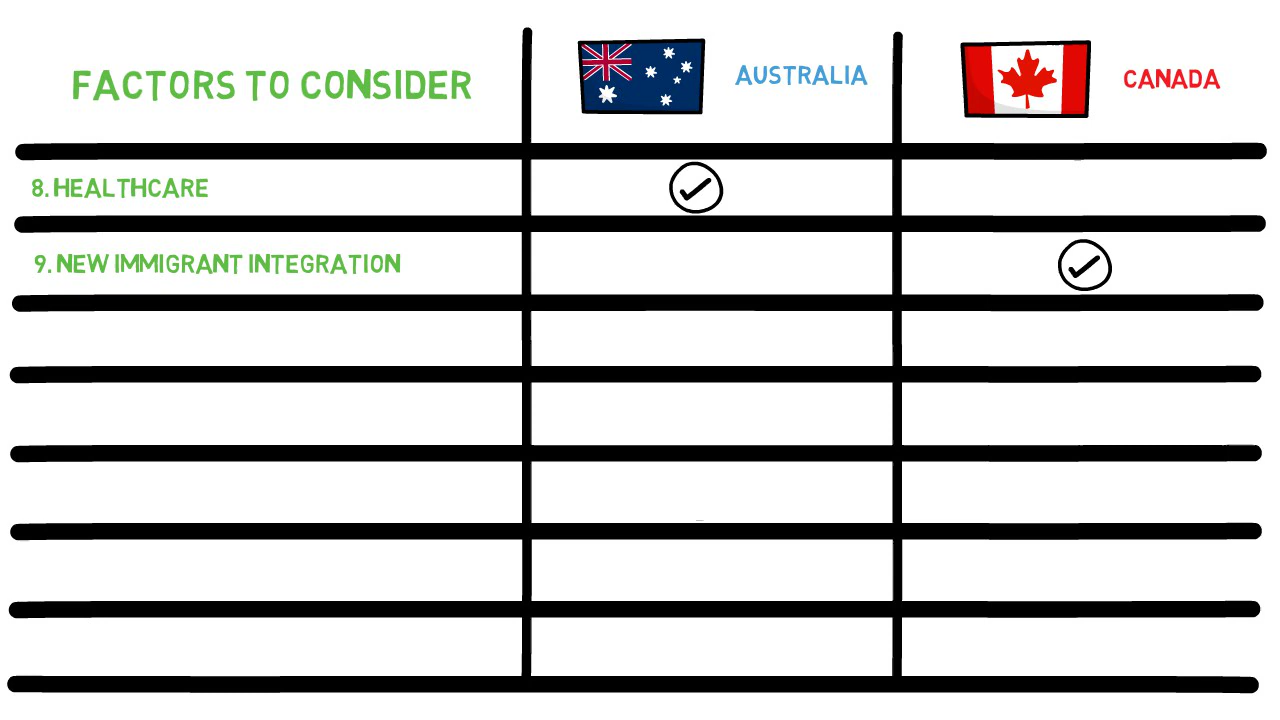 FACTORS TO CONSIDER
AUSTRALIA
CANADA
8. HEALTHCARE
9. NEW IMMIGRANT INTEGRATION